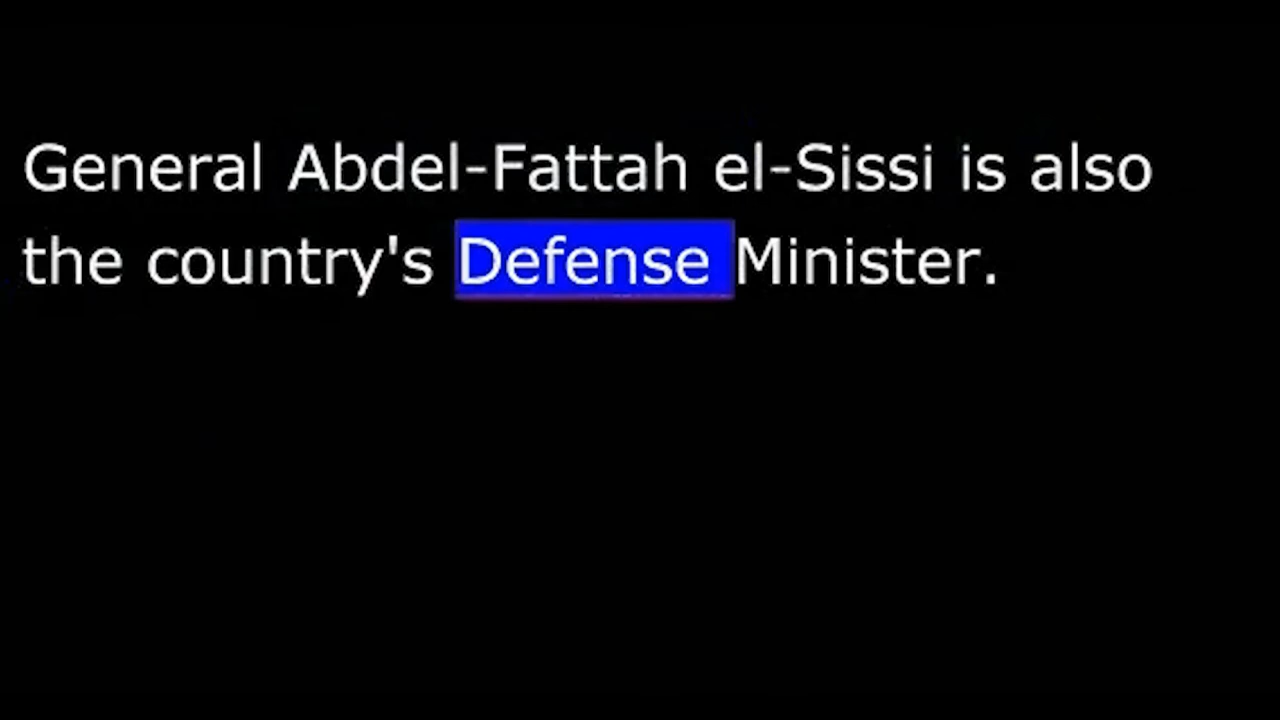 General Abdel-Fattah el-Sissi is also
the country's Defense Minister.